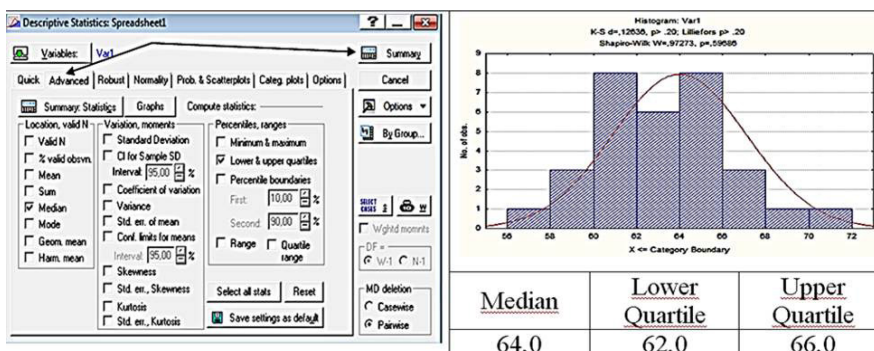 Descriptive Statistics: Spreadsheet1
Variables: Var1
Summary
Quick Advanced Robust Normality Prob. & Scatterplots Categ. plots Options
Cancel
Summary: Statistics Graphs Compute statistics:
Options
By Group...
Location, valid N
Valid N
% valid obsvn.
Mean
Sum
Median
Mode
Geom. mean
Harm. mean
Variation, moments
Standard Deviation
CI for Sample SD
Interval: 95,00 %
Coefficient of variation
Variance
Std. err. of mean
Conf. limits for means
Interval: 95,00 %
Skewness
Std. err., Skewness
Kurtosis
Std. err., Kurtosis
Percentiles, ranges
Minimum & maximum
Lower & upper quartiles
Percentile boundaries
First: 10,00 %
Second: 90,00 %
Range Quartile range
Select all stats Reset
Save settings as default
SELECT CASES S W
Wghtd momnts
DF =
W-1 N-1
MD deletion
Casewise
Pairwise
Histogram: Var1
K-S d=,12636, p> .20; Lilliefors p> .20
Shapiro-Wilk W=,97273, p=,59686
No. of obs.
9
8
7
6
5
4
3
2
1
0
56 58 60 62 64 66 68 70 72
X <= Category Boundary
Median Lower Quartile Upper Quartile
64,0 62,0 66,0